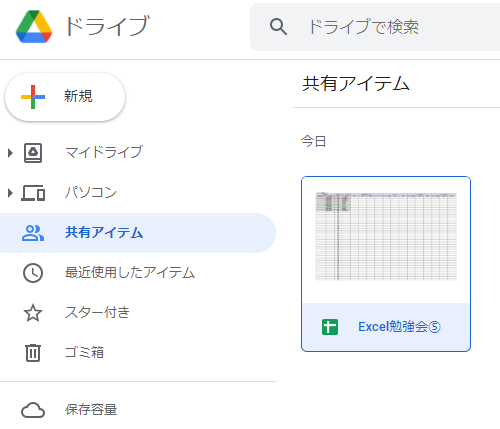 ドライブ
ドライブで検索
新規
マイドライブ
パソコン
共有アイテム
最近使用したアイテム
スター付き
ゴミ箱
保存容量
共有アイテム
今日
Excel勉強会⑤